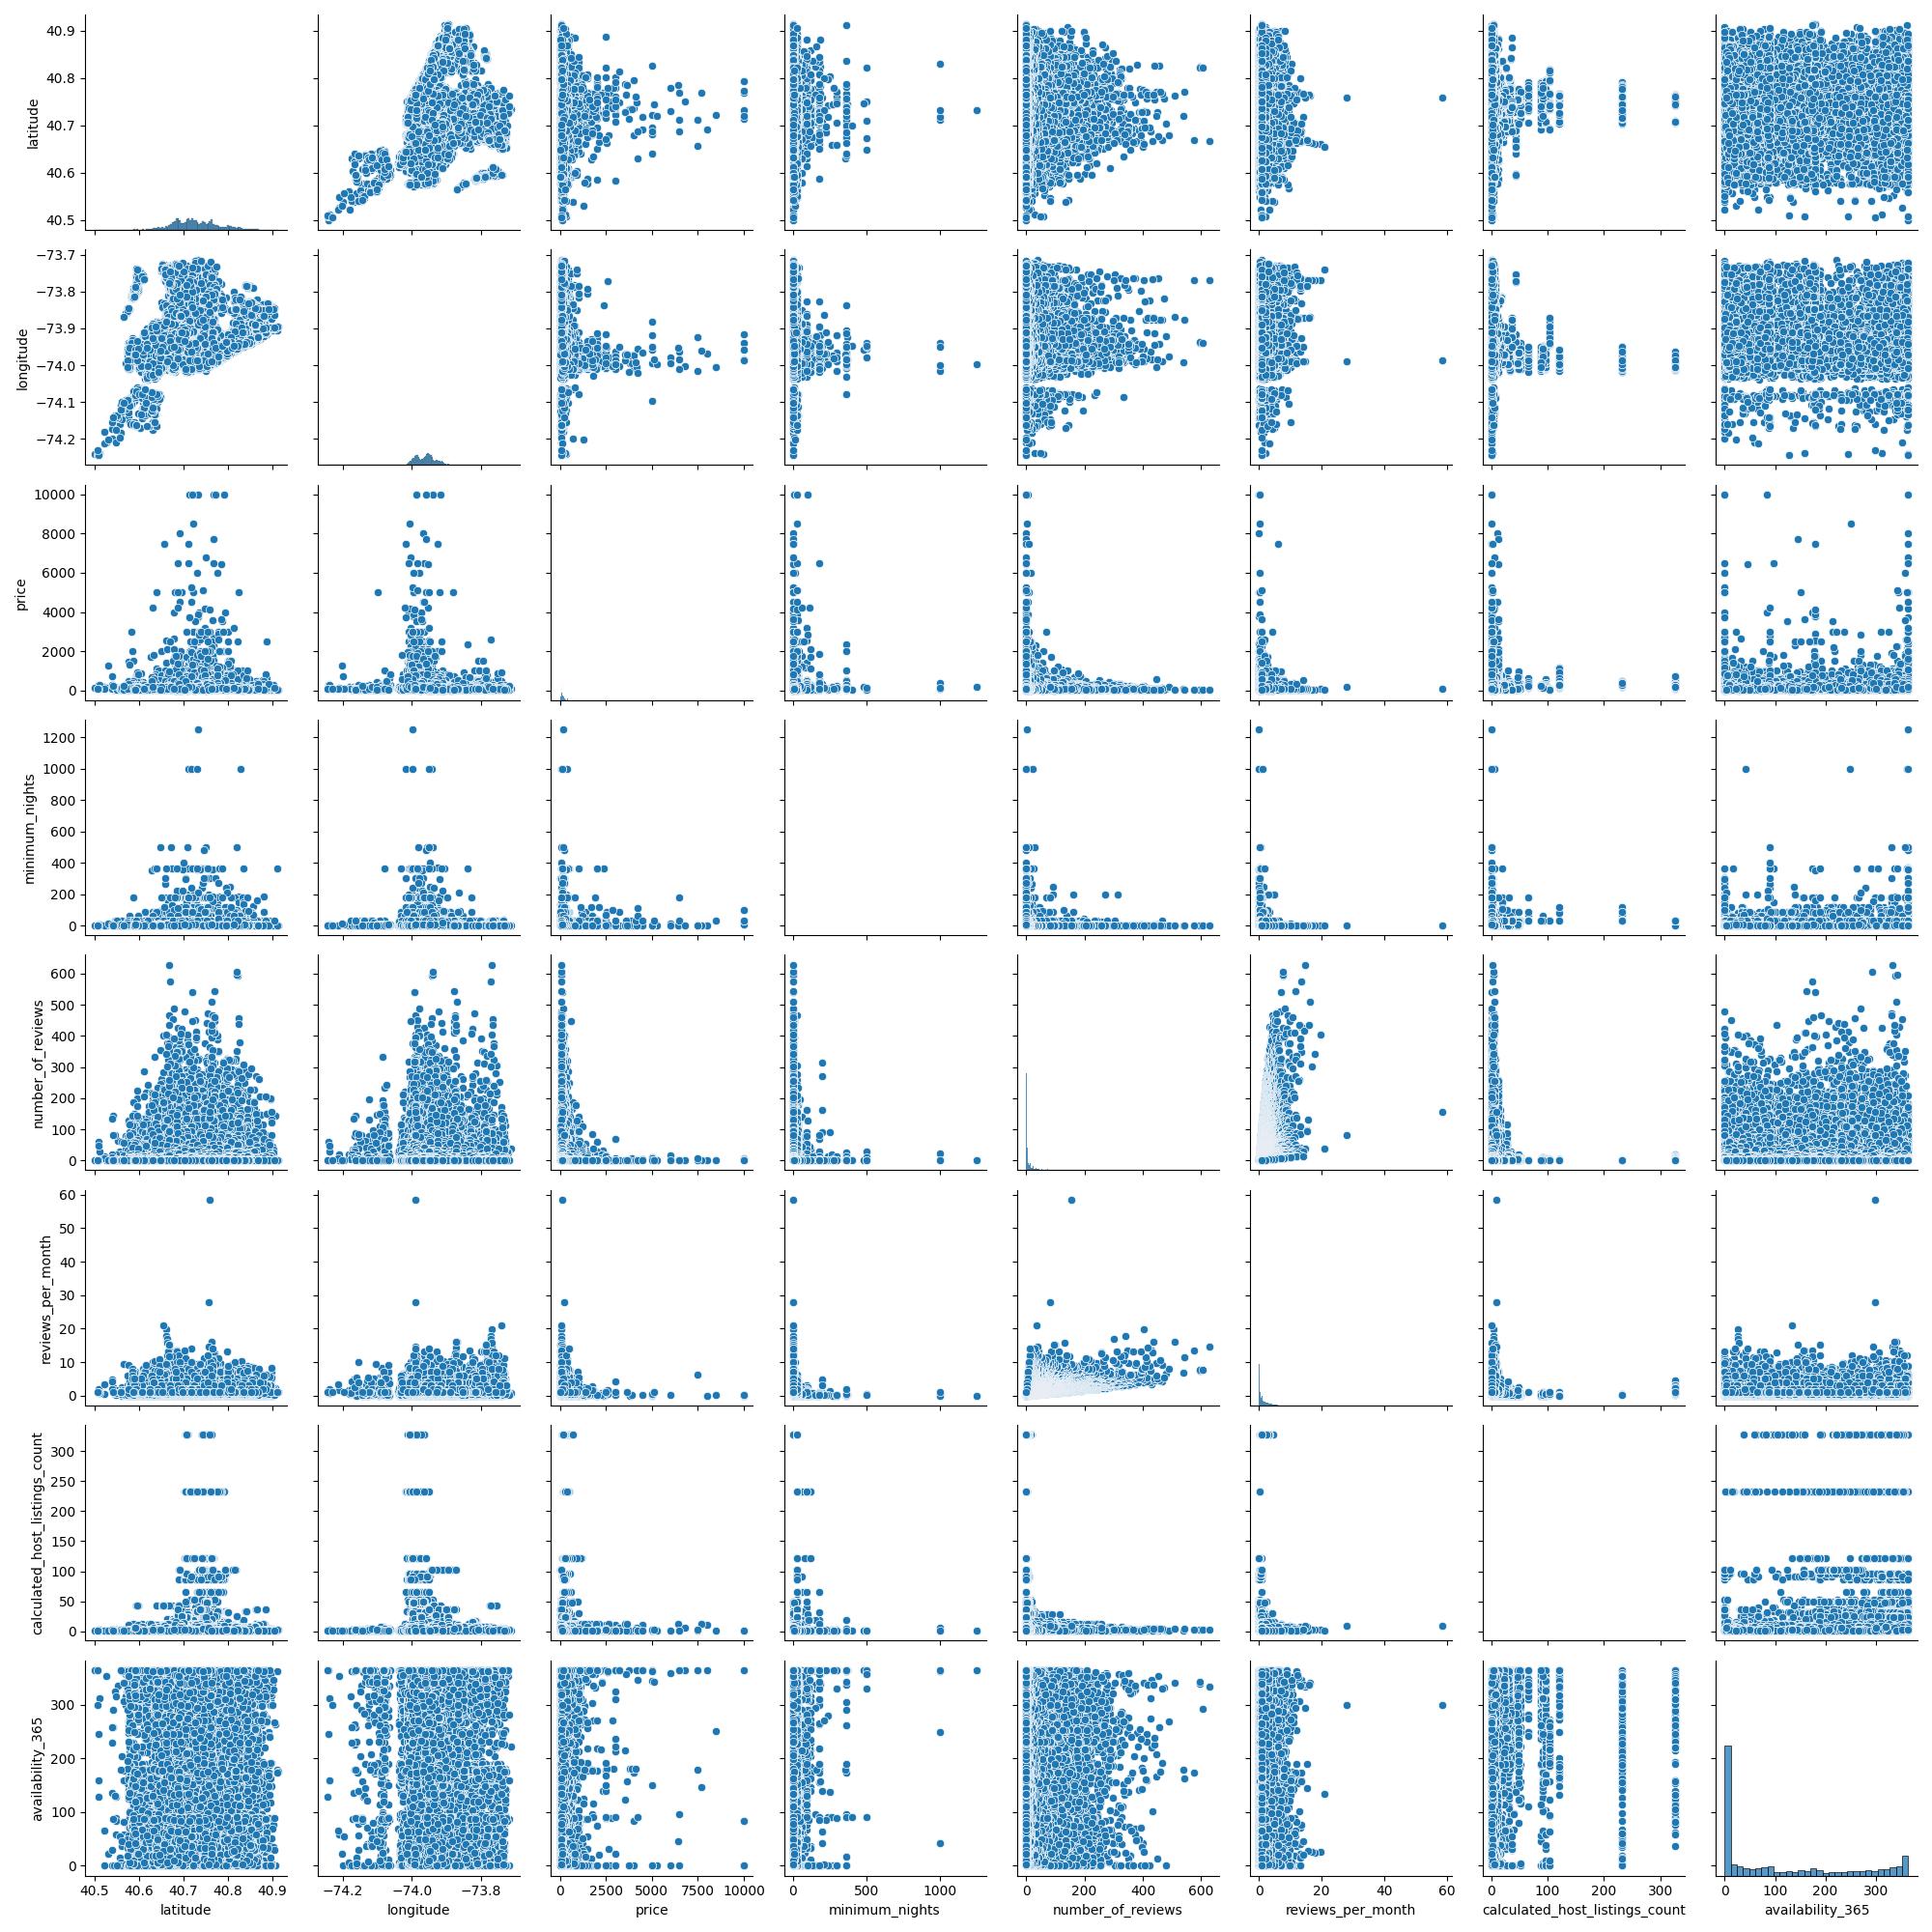 40.9
40.8
40.7
40.6
40.5
latitude
−73.7
−73.8
−73.9
−74.0
−74.1
−74.2
longitude
10000
8000
6000
4000
2000
0
price
1200
1000
800
600
400
200
0
minimum_nights
600
500
400
300
200
100
0
number_of_reviews
60
50
40
30
20
10
0
reviews_per_month
300
250
200
150
100
50
0
calculated_host_listings_count
300
200
100
0
availability_365
40.5 40.6 40.7 40.8 40.9
latitude
−74.2 −74.0 −73.8
longitude
0 2500 5000 7500 10000
price
0 500 1000
minimum_nights
0 200 400 600
number_of_reviews
0 20 40 60
reviews_per_month
0 100 200 300
calculated_host_listings_count
0 100 200 300
availability_365